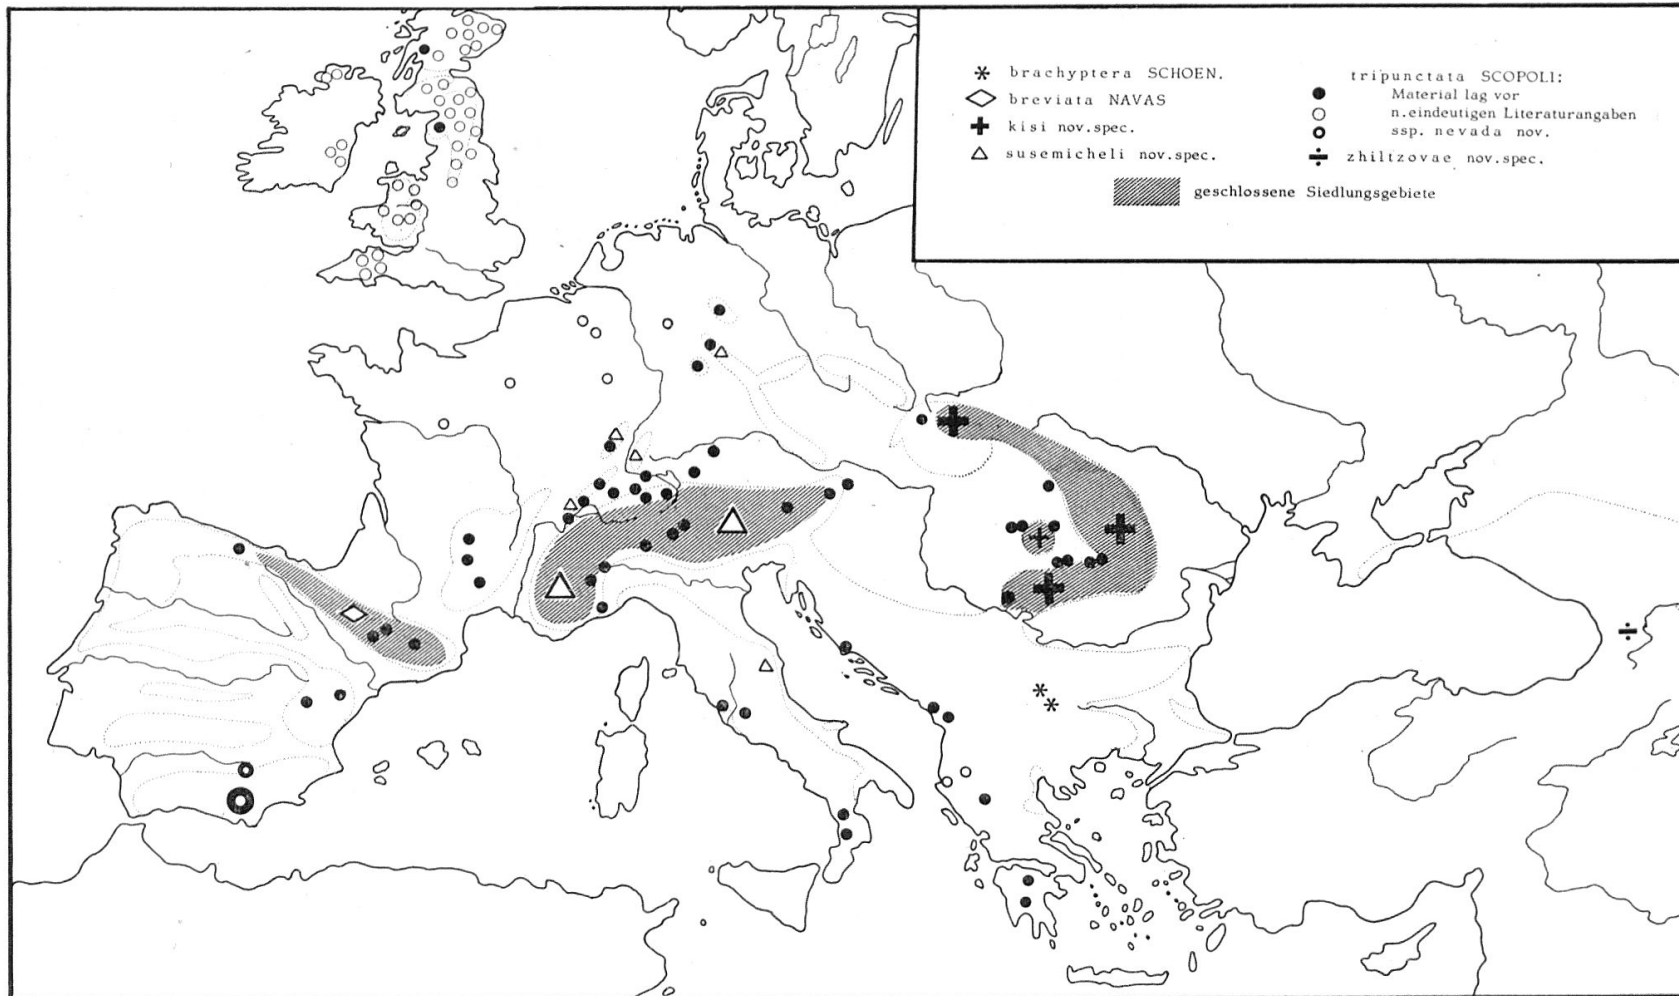 brachyptera SCHOEN.
breviata NAVAS
kisi nov.spec.
susemicheli nov.spec.
tripunctata SCOPOLI:
Material lag vor
n.eindeutigen Literaturangaben
ssp. nevada nov.
zhiltzovae nov.spec.
geschlossene Siedlungsgebiete